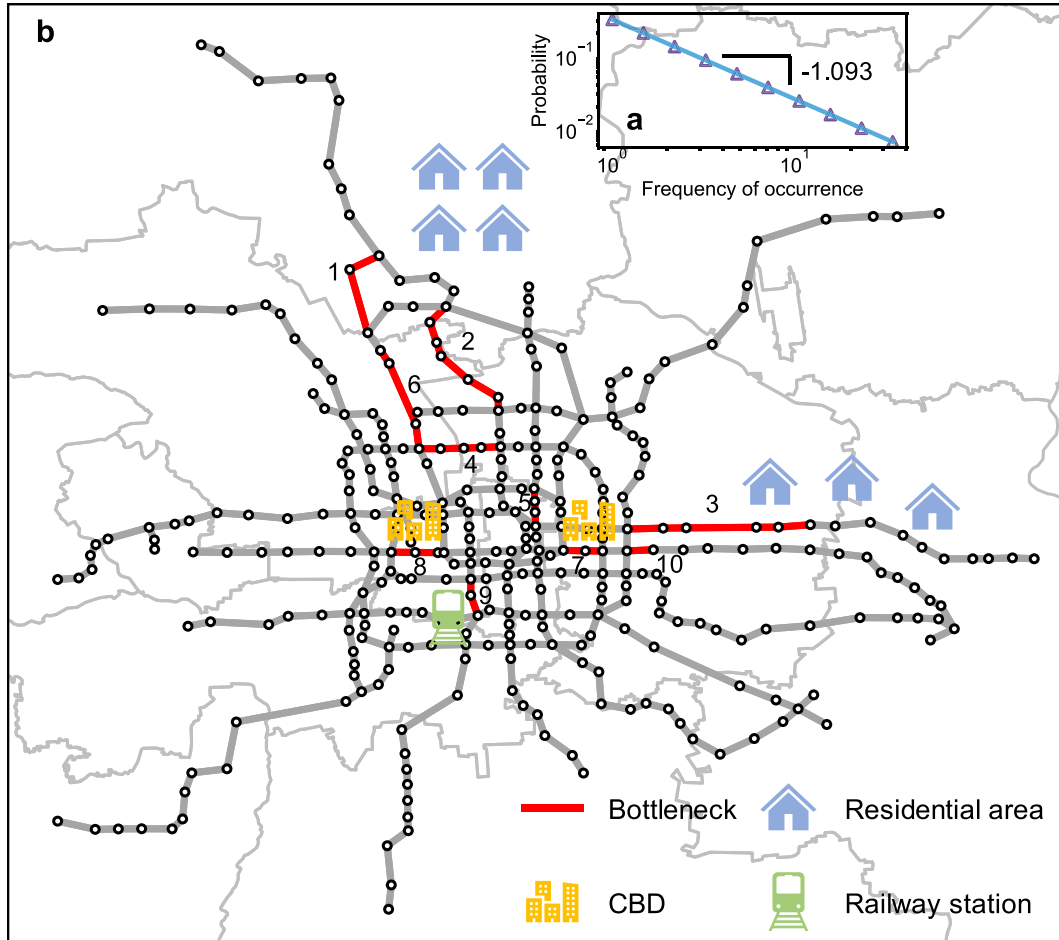 b
Probability
10⁻¹
10⁻²
-1.093
a
10⁰
10¹
Frequency of occurrence
1
2
6
4
5
3
7
10
8
9
Bottleneck
Residential area
CBD
Railway station